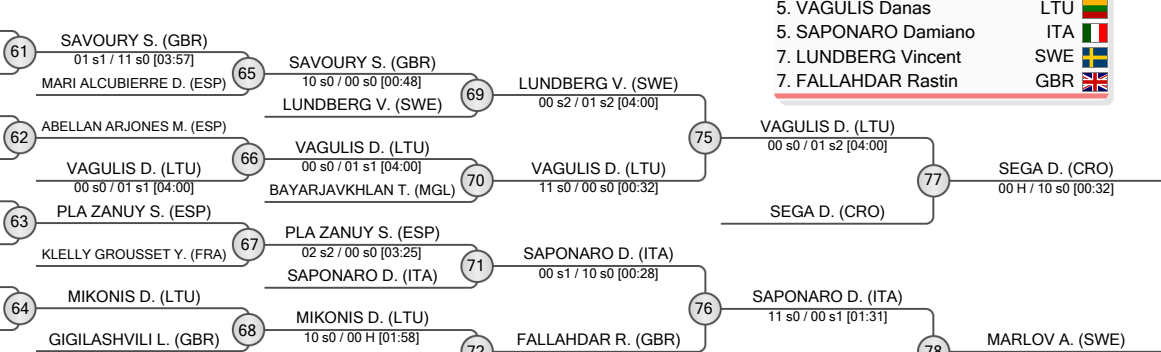 5. VAGULIS Danas LTU
5. SAPONARO Damiano ITA
7. LUNDBERG Vincent SWE
7. FALLAHDAR Rastin GBR
61
SAVOURY S. (GBR)
01 s1 / 11 s0 [03:57]
MARI ALCUBIERRE D. (ESP)
65
SAVOURY S. (GBR)
10 s0 / 00 s0 [00:48]
LUNDBERG V. (SWE)
69
LUNDBERG V. (SWE)
00 s2 / 01 s2 [04:00]
62
ABELLAN ARJONES M. (ESP)
VAGULIS D. (LTU)
00 s0 / 01 s1 [04:00]
66
VAGULIS D. (LTU)
00 s0 / 01 s1 [04:00]
BAYARJAVKHLAN T. (MGL)
70
VAGULIS D. (LTU)
11 s0 / 00 s0 [00:32]
75
VAGULIS D. (LTU)
00 s0 / 01 s2 [04:00]
SEGA D. (CRO)
77
SEGA D. (CRO)
00 H / 10 s0 [00:32]
63
PLA ZANUY S. (ESP)
KLELLY GROUSSET Y. (FRA)
67
PLA ZANUY S. (ESP)
02 s2 / 00 s0 [03:25]
SAPONARO D. (ITA)
71
SAPONARO D. (ITA)
00 s1 / 10 s0 [00:28]
64
MIKONIS D. (LTU)
GIGILASHVILI L. (GBR)
68
MIKONIS D. (LTU)
10 s0 / 00 H [01:58]
72
FALLAHDAR R. (GBR)
76
SAPONARO D. (ITA)
11 s0 / 00 s1 [01:31]
78
MARLOV A. (SWE)